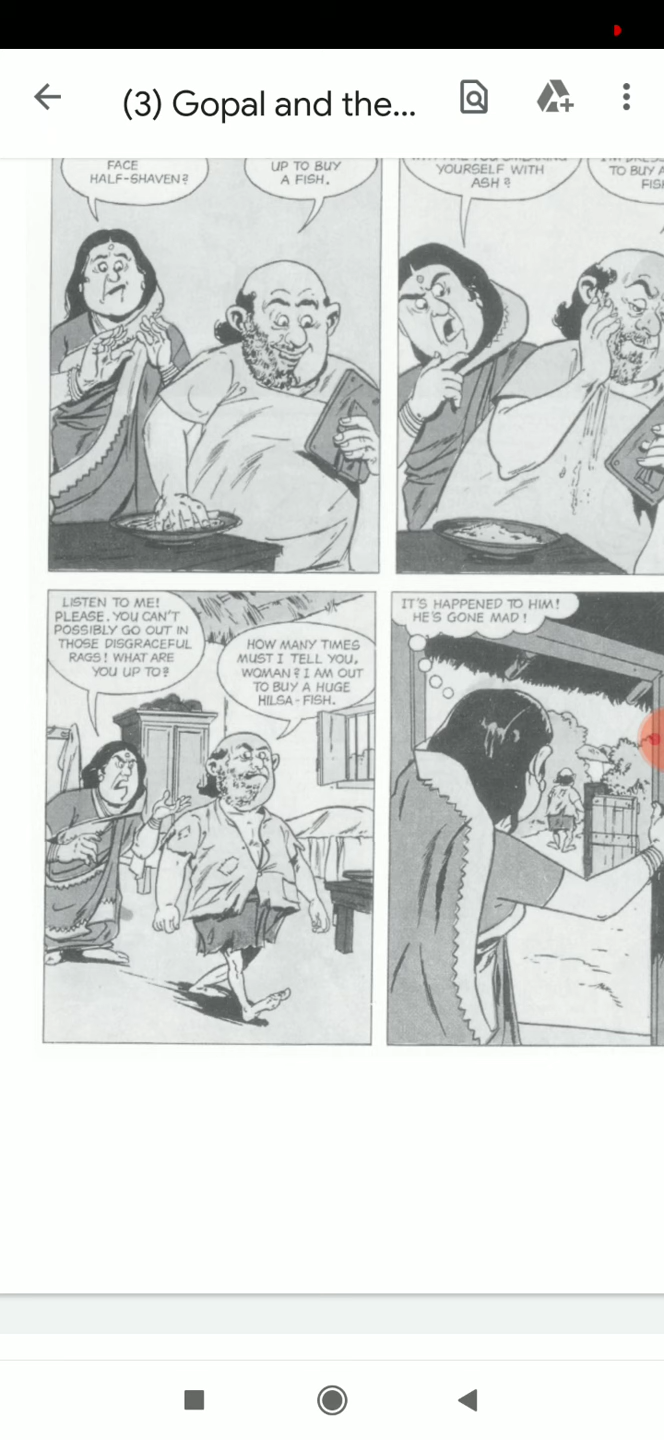 (3) Gopal and the...
FACE
HALF-SHAVEN?
UP TO BUY
A FISH.
YOURSELF WITH
ASH?
TO BUY A
LISTEN TO ME!
PLEASE. YOU CAN'T
POSSIBLY GO OUT IN
THOSE DISGRACEFUL
RAGS! WHAT ARE
YOU UP TO?
HOW MANY TIMES
MUST I TELL YOU,
WOMAN? I AM OUT
TO BUY A HUGE
HILSA-FISH.
IT'S HAPPENED TO HIM!
HE'S GONE MAD!